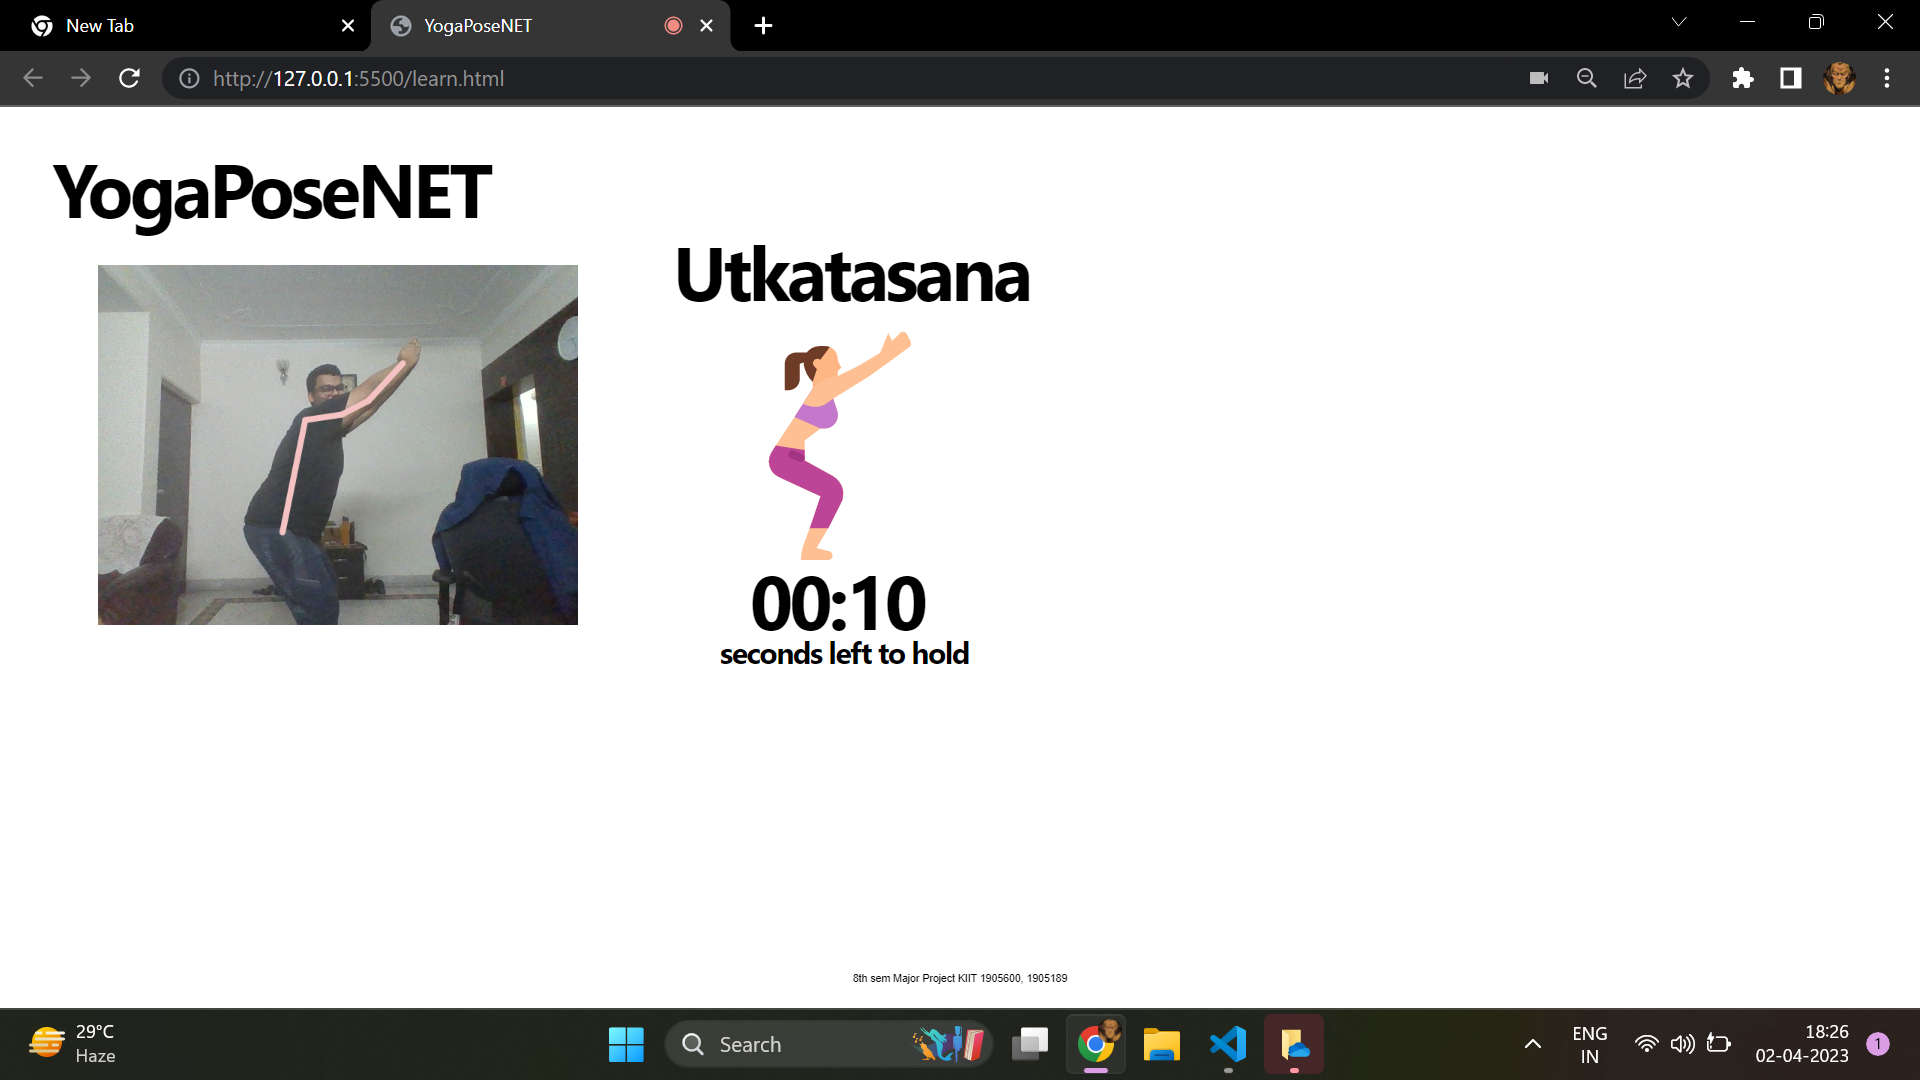 New Tab
YogaPoseNET
http://127.0.0.1:5500/learn.html
YogaPoseNET
Utkatasana
00:10
seconds left to hold
8th sem Major Project KIIT 1905600, 1905189
29°C
Haze
Search
ENG
IN
18:26
02-04-2023
1